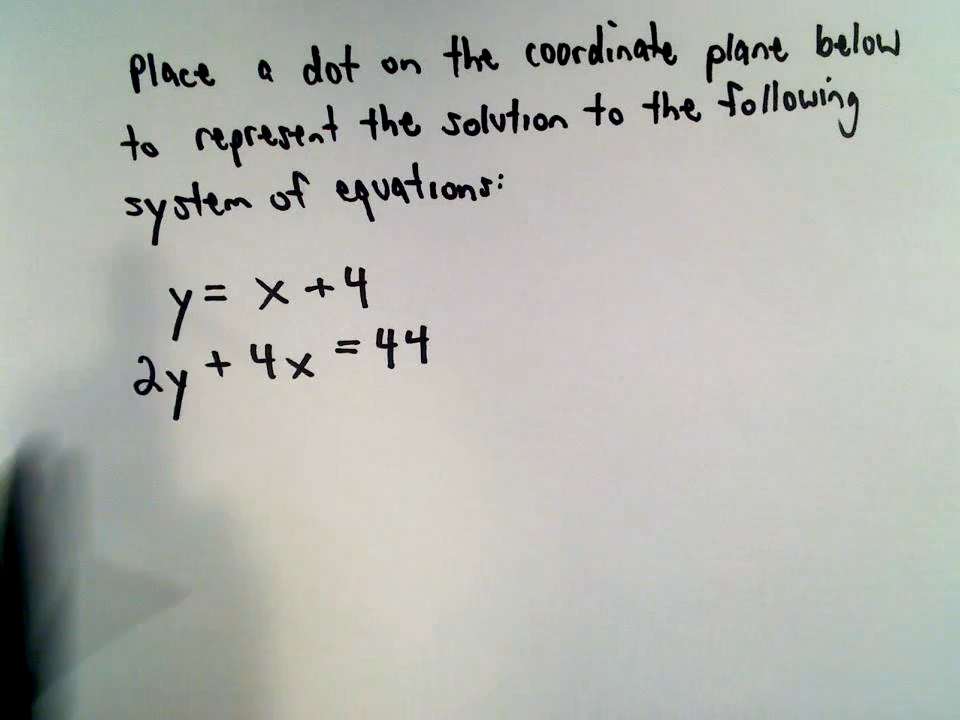 Place a dot on the coordinate plane below
to represent the solution to the following
system of equations:
y = x + 4
2y + 4x = 44